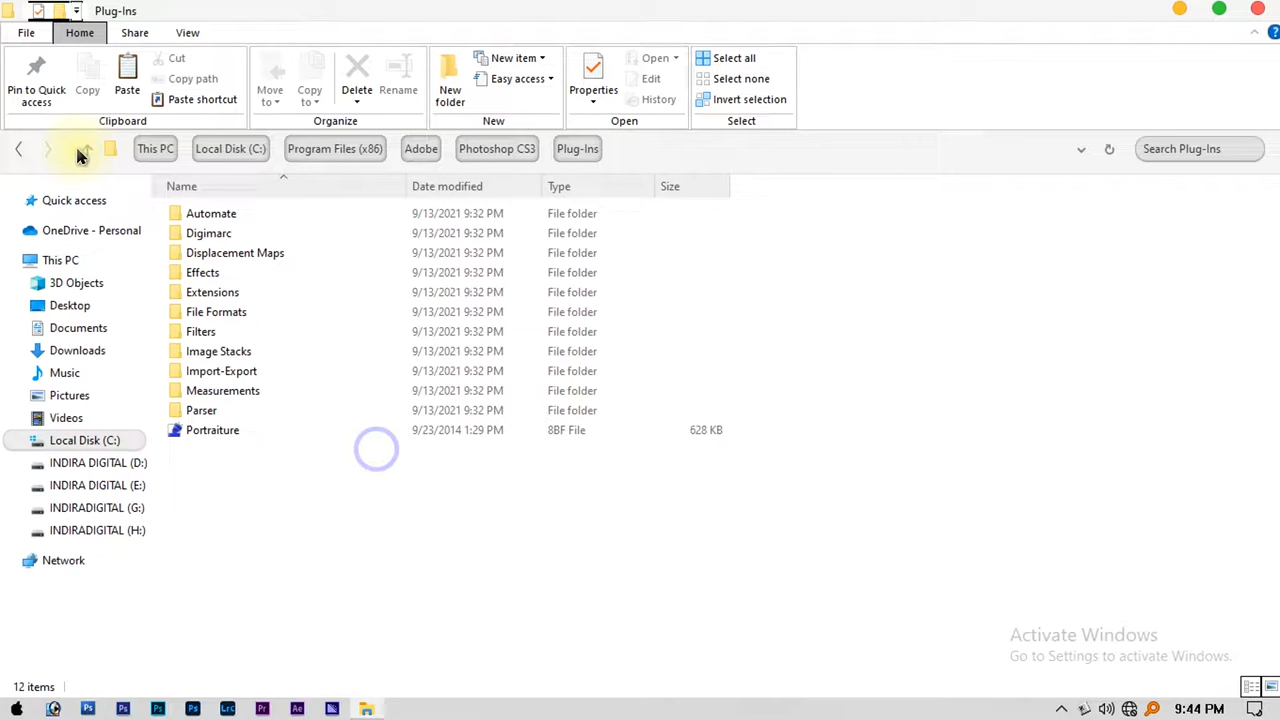 Plug-Ins
File Home Share View
Pin to Quick access Copy Paste Cut Copy path Paste shortcut
Move to Copy to Delete Rename
New folder New item Easy access
Properties Open Edit History
Select all Select none Invert selection
Clipboard Organize New Open Select
This PC Local Disk (C:) Program Files (x86) Adobe Photoshop CS3 Plug-Ins Search Plug-Ins
Name Date modified Type Size
Quick access
OneDrive - Personal
This PC
3D Objects
Desktop
Documents
Downloads
Music
Pictures
Videos
Local Disk (C:)
INDIRA DIGITAL (D:)
INDIRA DIGITAL (E:)
INDIRADIGITAL (G:)
INDIRADIGITAL (H:)
Network
Automate 9/13/2021 9:32 PM File folder
Digimarc 9/13/2021 9:32 PM File folder
Displacement Maps 9/13/2021 9:32 PM File folder
Effects 9/13/2021 9:32 PM File folder
Extensions 9/13/2021 9:32 PM File folder
File Formats 9/13/2021 9:32 PM File folder
Filters 9/13/2021 9:32 PM File folder
Image Stacks 9/13/2021 9:32 PM File folder
Import-Export 9/13/2021 9:32 PM File folder
Measurements 9/13/2021 9:32 PM File folder
Parser 9/13/2021 9:32 PM File folder
Portraiture 9/23/2014 1:29 PM 8BF File 628 KB
Activate Windows
Go to Settings to activate Windows.
12 items
Ps Ps Ps Ps Lrc Pr Ae 9:44 PM